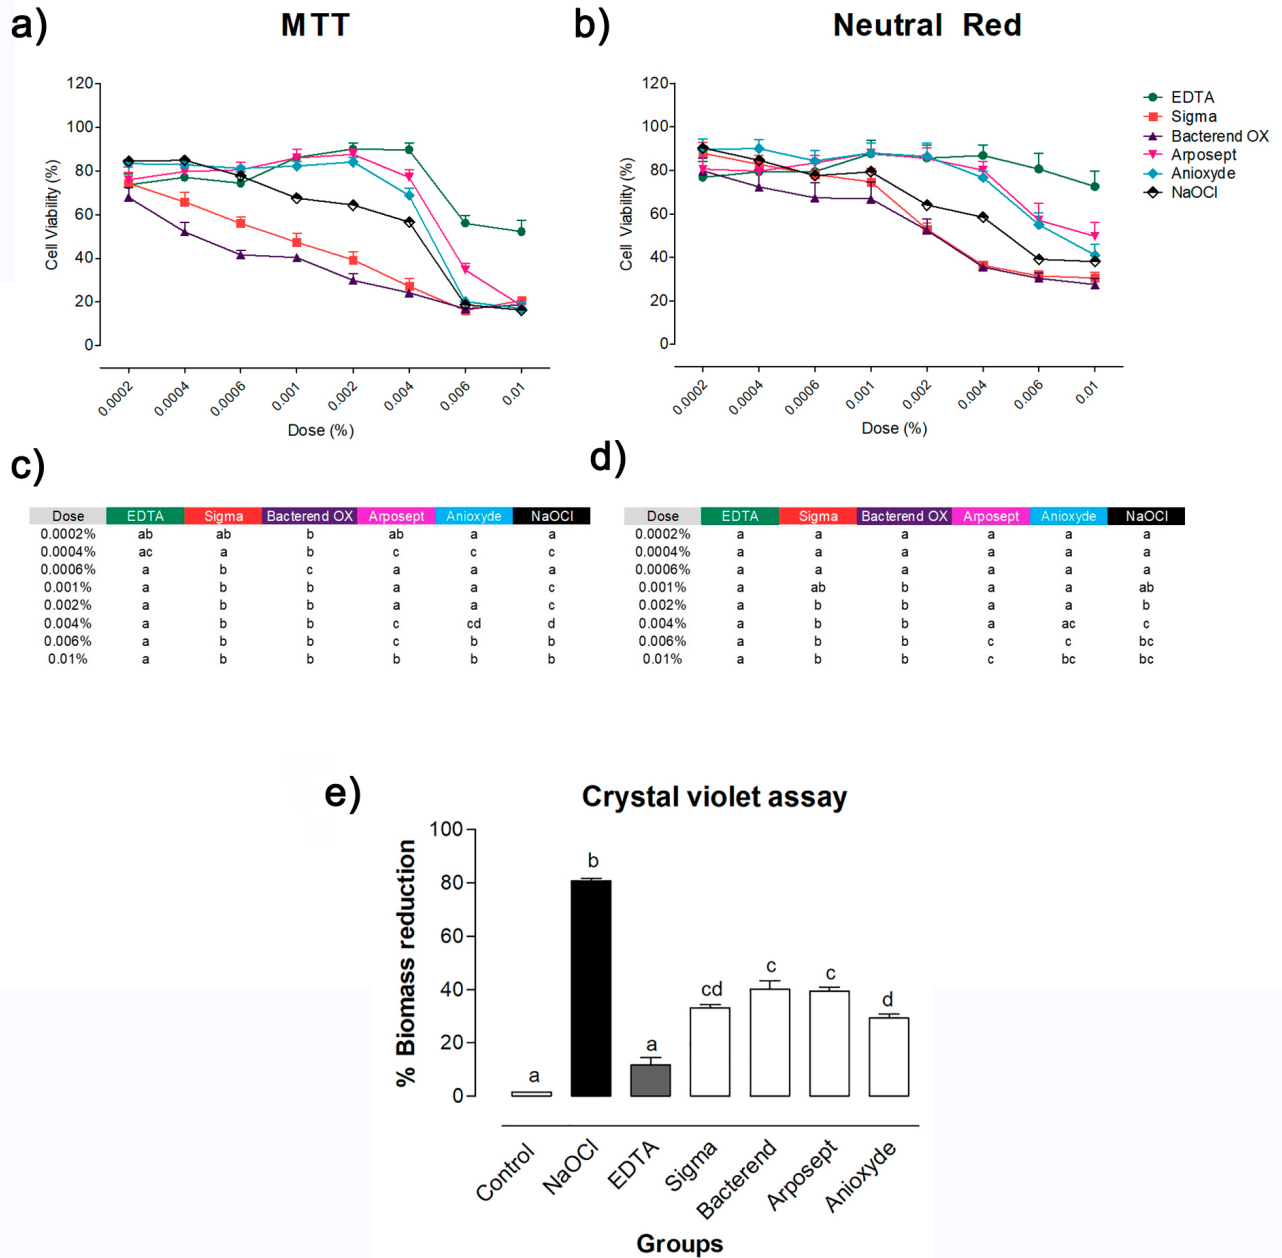 a)
MTT
120
100
80
60
40
20
0
Cell Viability (%)
0.0002
0.0004
0.0006
0.001
0.002
0.004
0.006
0.01
Dose (%)
b)
Neutral Red
120
100
80
60
40
20
0
Cell Viability (%)
0.0002
0.0004
0.0006
0.001
0.002
0.004
0.006
0.01
Dose (%)
EDTA
Sigma
Bacterend OX
Arposept
Anioxyde
NaOCl
c)
Dose EDTA Sigma Bacterend OX Arposept Anioxyde NaOCl
0.0002% ab ab b ab a a
0.0004% ac a b c c c
0.0006% a b c a a a
0.001% a b b a a c
0.002% a b b a a c
0.004% a b b c cd d
0.006% a b b c b b
0.01% a b b b b b
d)
Dose EDTA Sigma Bacterend OX Arposept Anioxyde NaOCl
0.0002% a a a a a a
0.0004% a a a a a a
0.0006% a a a a a a
0.001% a ab b a a ab
0.002% a b b a a b
0.004% a b b a ac c
0.006% a b b c c bc
0.01% a b b c bc bc
e)
Crystal violet assay
100
80
60
40
20
0
% Biomass reduction
a
b
a
cd
c
c
d
Control
NaOCl
EDTA
Sigma
Bacterend
Arposept
Anioxyde
Groups